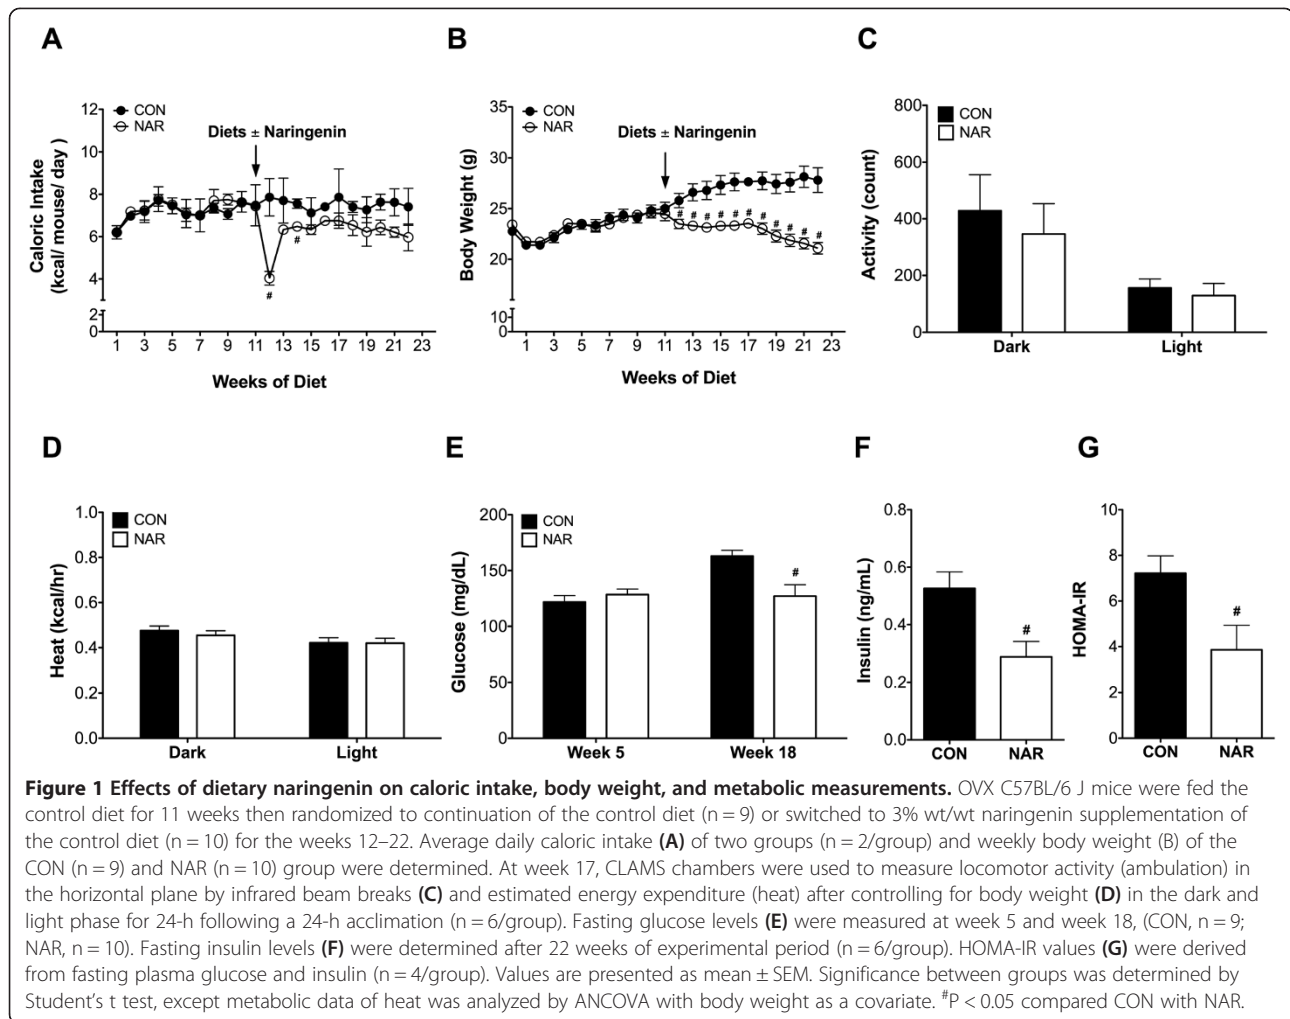 A
CON
NAR
Diets ± Naringenin
Caloric Intake
(kcal/ mouse/ day )
12
10
8
6
4
2
0
1 3 5 7 9 11 13 15 17 19 21 23
#
#
Weeks of Diet
B
CON
NAR
Diets ± Naringenin
Body Weight (g)
35
30
25
20
10
0
1 3 5 7 9 11 13 15 17 19 21 23
# # # # # # # # # # #
Weeks of Diet
C
CON
NAR
Activity (count)
800
600
400
200
0
Dark Light
D
CON
NAR
Heat (kcal/hr)
1.0
0.8
0.6
0.4
0.2
0.0
Dark Light
E
CON
NAR
Glucose (mg/dL)
200
150
100
50
0
#
Week 5 Week 18
F
Insulin (ng/mL)
0.8
0.6
0.4
0.2
0.0
#
CON NAR
G
HOMA-IR
10
8
6
4
2
0
#
CON NAR
Figure 1 Effects of dietary naringenin on caloric intake, body weight, and metabolic measurements. OVX C57BL/6 J mice were fed the
control diet for 11 weeks then randomized to continuation of the control diet (n = 9) or switched to 3% wt/wt naringenin supplementation of
the control diet (n = 10) for the weeks 12–22. Average daily caloric intake (A) of two groups (n = 2/group) and weekly body weight (B) of the
CON (n = 9) and NAR (n = 10) group were determined. At week 17, CLAMS chambers were used to measure locomotor activity (ambulation) in
the horizontal plane by infrared beam breaks (C) and estimated energy expenditure (heat) after controlling for body weight (D) in the dark and
light phase for 24-h following a 24-h acclimation (n = 6/group). Fasting glucose levels (E) were measured at week 5 and week 18, (CON, n = 9;
NAR, n = 10). Fasting insulin levels (F) were determined after 22 weeks of experimental period (n = 6/group). HOMA-IR values (G) were derived
from fasting plasma glucose and insulin (n = 4/group). Values are presented as mean ± SEM. Significance between groups was determined by
Student's t test, except metabolic data of heat was analyzed by ANCOVA with body weight as a covariate. #P < 0.05 compared CON with NAR.